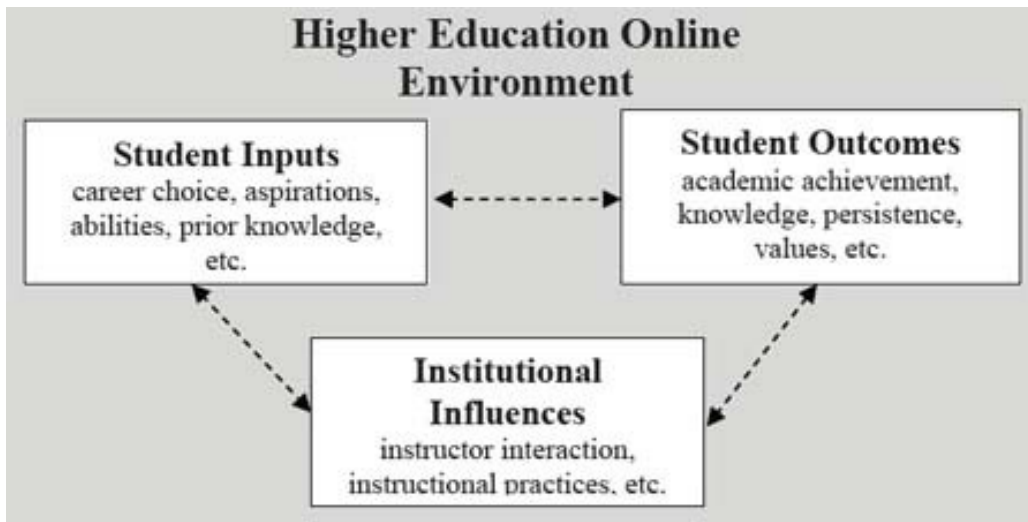 Higher Education Online
Environment
Student Inputs
career choice, aspirations,
abilities, prior knowledge,
etc.
Student Outcomes
academic achievement,
knowledge, persistence,
values, etc.
Institutional
Influences
instructor interaction,
instructional practices, etc.